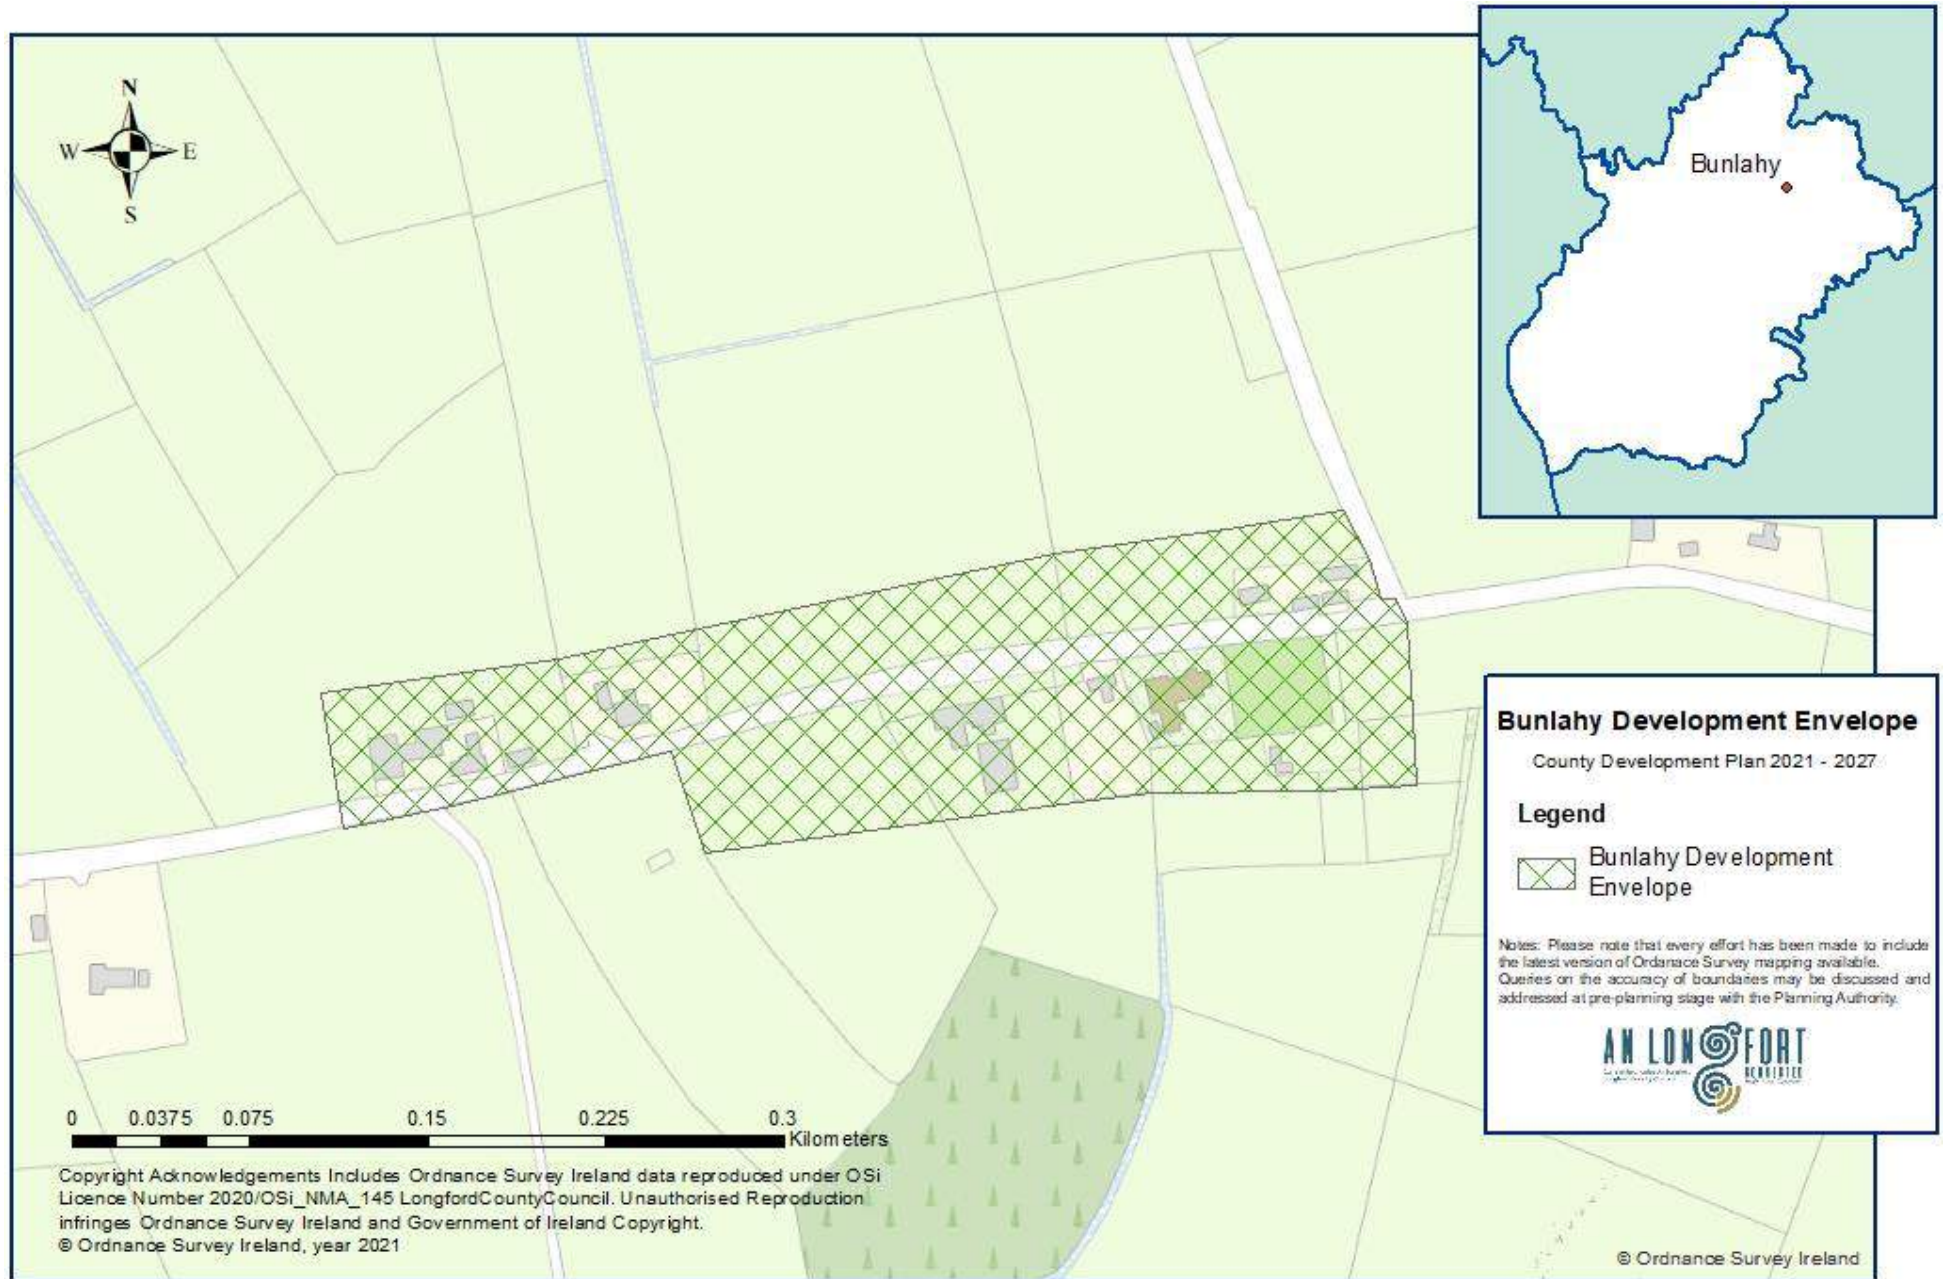 N
W E
S
Bunlahy
Bunlahy Development Envelope
County Development Plan 2021 - 2027
Legend
Bunlahy Development
Envelope
Notes: Please note that every effort has been made to include
the latest version of Ordanace Survey mapping available.
Queries on the accuracy of boundaries may be discussed and
addressed at pre-planning stage with the Planning Authority.
AN LONGFORT
0 0.0375 0.075 0.15 0.225 0.3
Kilometers
Copyright Acknowledgements Includes Ordnance Survey Ireland data reproduced under OSi
Licence Number 2020/OSi_NMA_145 LongfordCountyCouncil. Unauthorised Reproduction
infringes Ordnance Survey Ireland and Government of Ireland Copyright.
© Ordnance Survey Ireland, year 2021
© Ordnance Survey Ireland